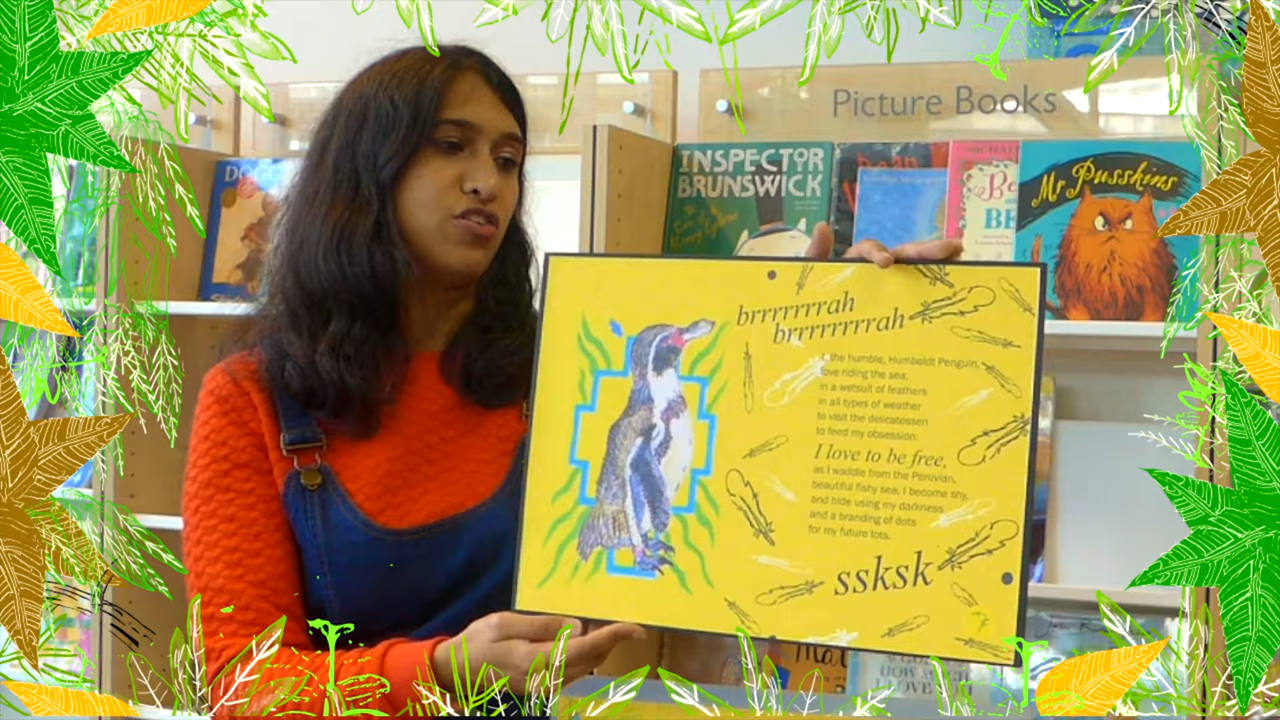 Picture Books
INSPECTOR
BRUNSWICK
Mr Pusskins
DOGG
BE
brrrrrrrah
brrrrrrrrah
the humble, Humboldt Penguin,
love riding the sea;
in a wetsuit of feathers
in all types of weather
to visit the delicatessen
to feed my obsession.
I love to be free,
as I waddle from the Peruvian,
beautiful fishy sea, I become shy,
and hide using my darkness
and a branding of dots
for my future tots.
ssksk